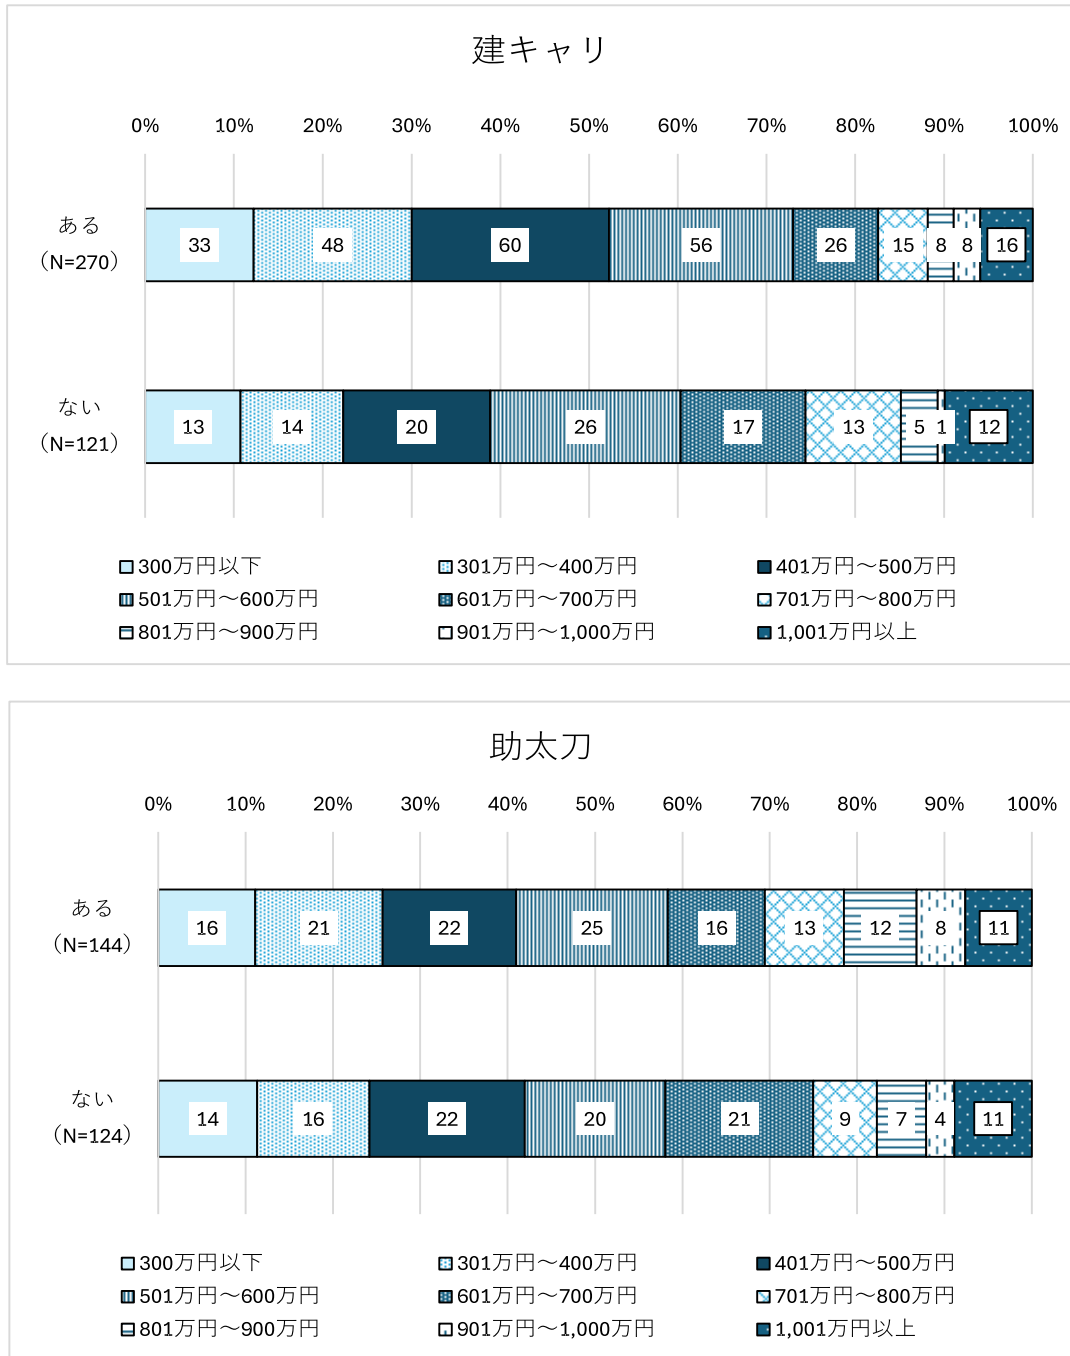 建キャリ
0% 10% 20% 30% 40% 50% 60% 70% 80% 90% 100%
ある
（N=270）
33 48 60 56 26 15 8 8 16
ない
（N=121）
13 14 20 26 17 13 5 1 12
300万円以下 301万円～400万円 401万円～500万円
501万円～600万円 601万円～700万円 701万円～800万円
801万円～900万円 901万円～1,000万円 1,001万円以上
助太刀
0% 10% 20% 30% 40% 50% 60% 70% 80% 90% 100%
ある
（N=144）
16 21 22 25 16 13 12 8 11
ない
（N=124）
14 16 22 20 21 9 7 4 11
300万円以下 301万円～400万円 401万円～500万円
501万円～600万円 601万円～700万円 701万円～800万円
801万円～900万円 901万円～1,000万円 1,001万円以上